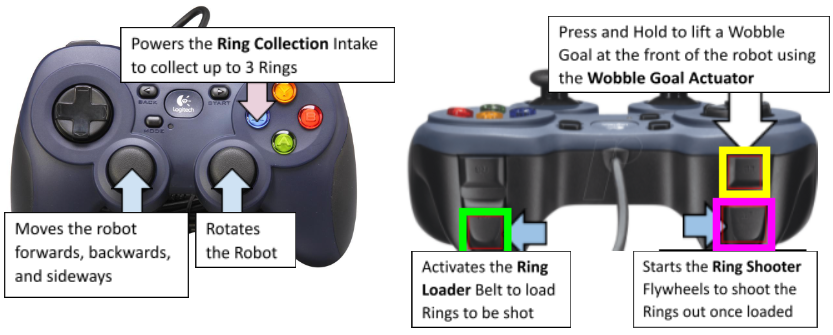 Powers the Ring Collection Intake
to collect up to 3 Rings
BACK
START
Logitech
MODE
Moves the robot
forwards, backwards,
and sideways
Rotates
the Robot
Press and Hold to lift a Wobble
Goal at the front of the robot using
the Wobble Goal Actuator
Activates the Ring
Loader Belt to load
Rings to be shot
Starts the Ring Shooter
Flywheels to shoot the
Rings out once loaded